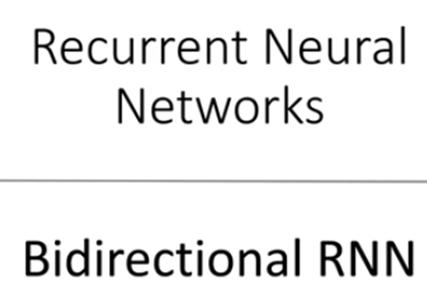 Recurrent Neural
Networks
Bidirectional RNN